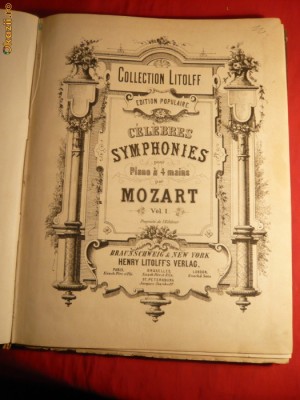 COLLECTION LITOLFF
EDITION POPULAIRE
CÉLÈBRES
SYMPHONIES
pour
Piano à 4 mains
par
MOZART
Vol. I
BRAUNSCHWEIG & NEW YORK
HENRY LITOLFF'S VERLAG.
PARIS
BRUXELLES
LONDON
ST. PETERSBURG